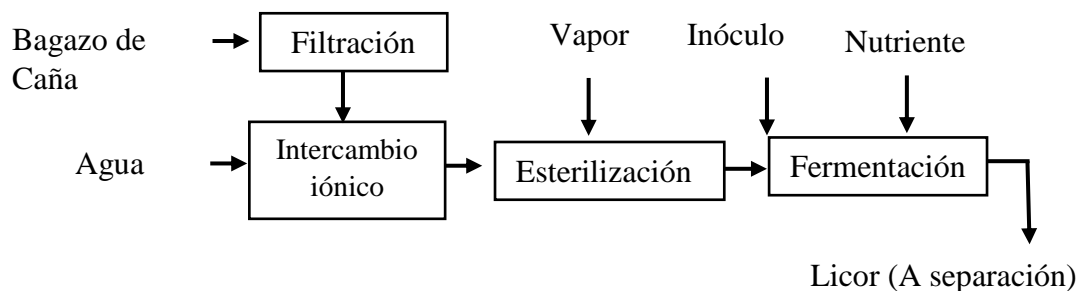 Bagazo de
Caña
Filtración
Vapor
Inóculo
Nutriente
Agua
Intercambio
iónico
Esterilización
Fermentación
Licor (A separación)